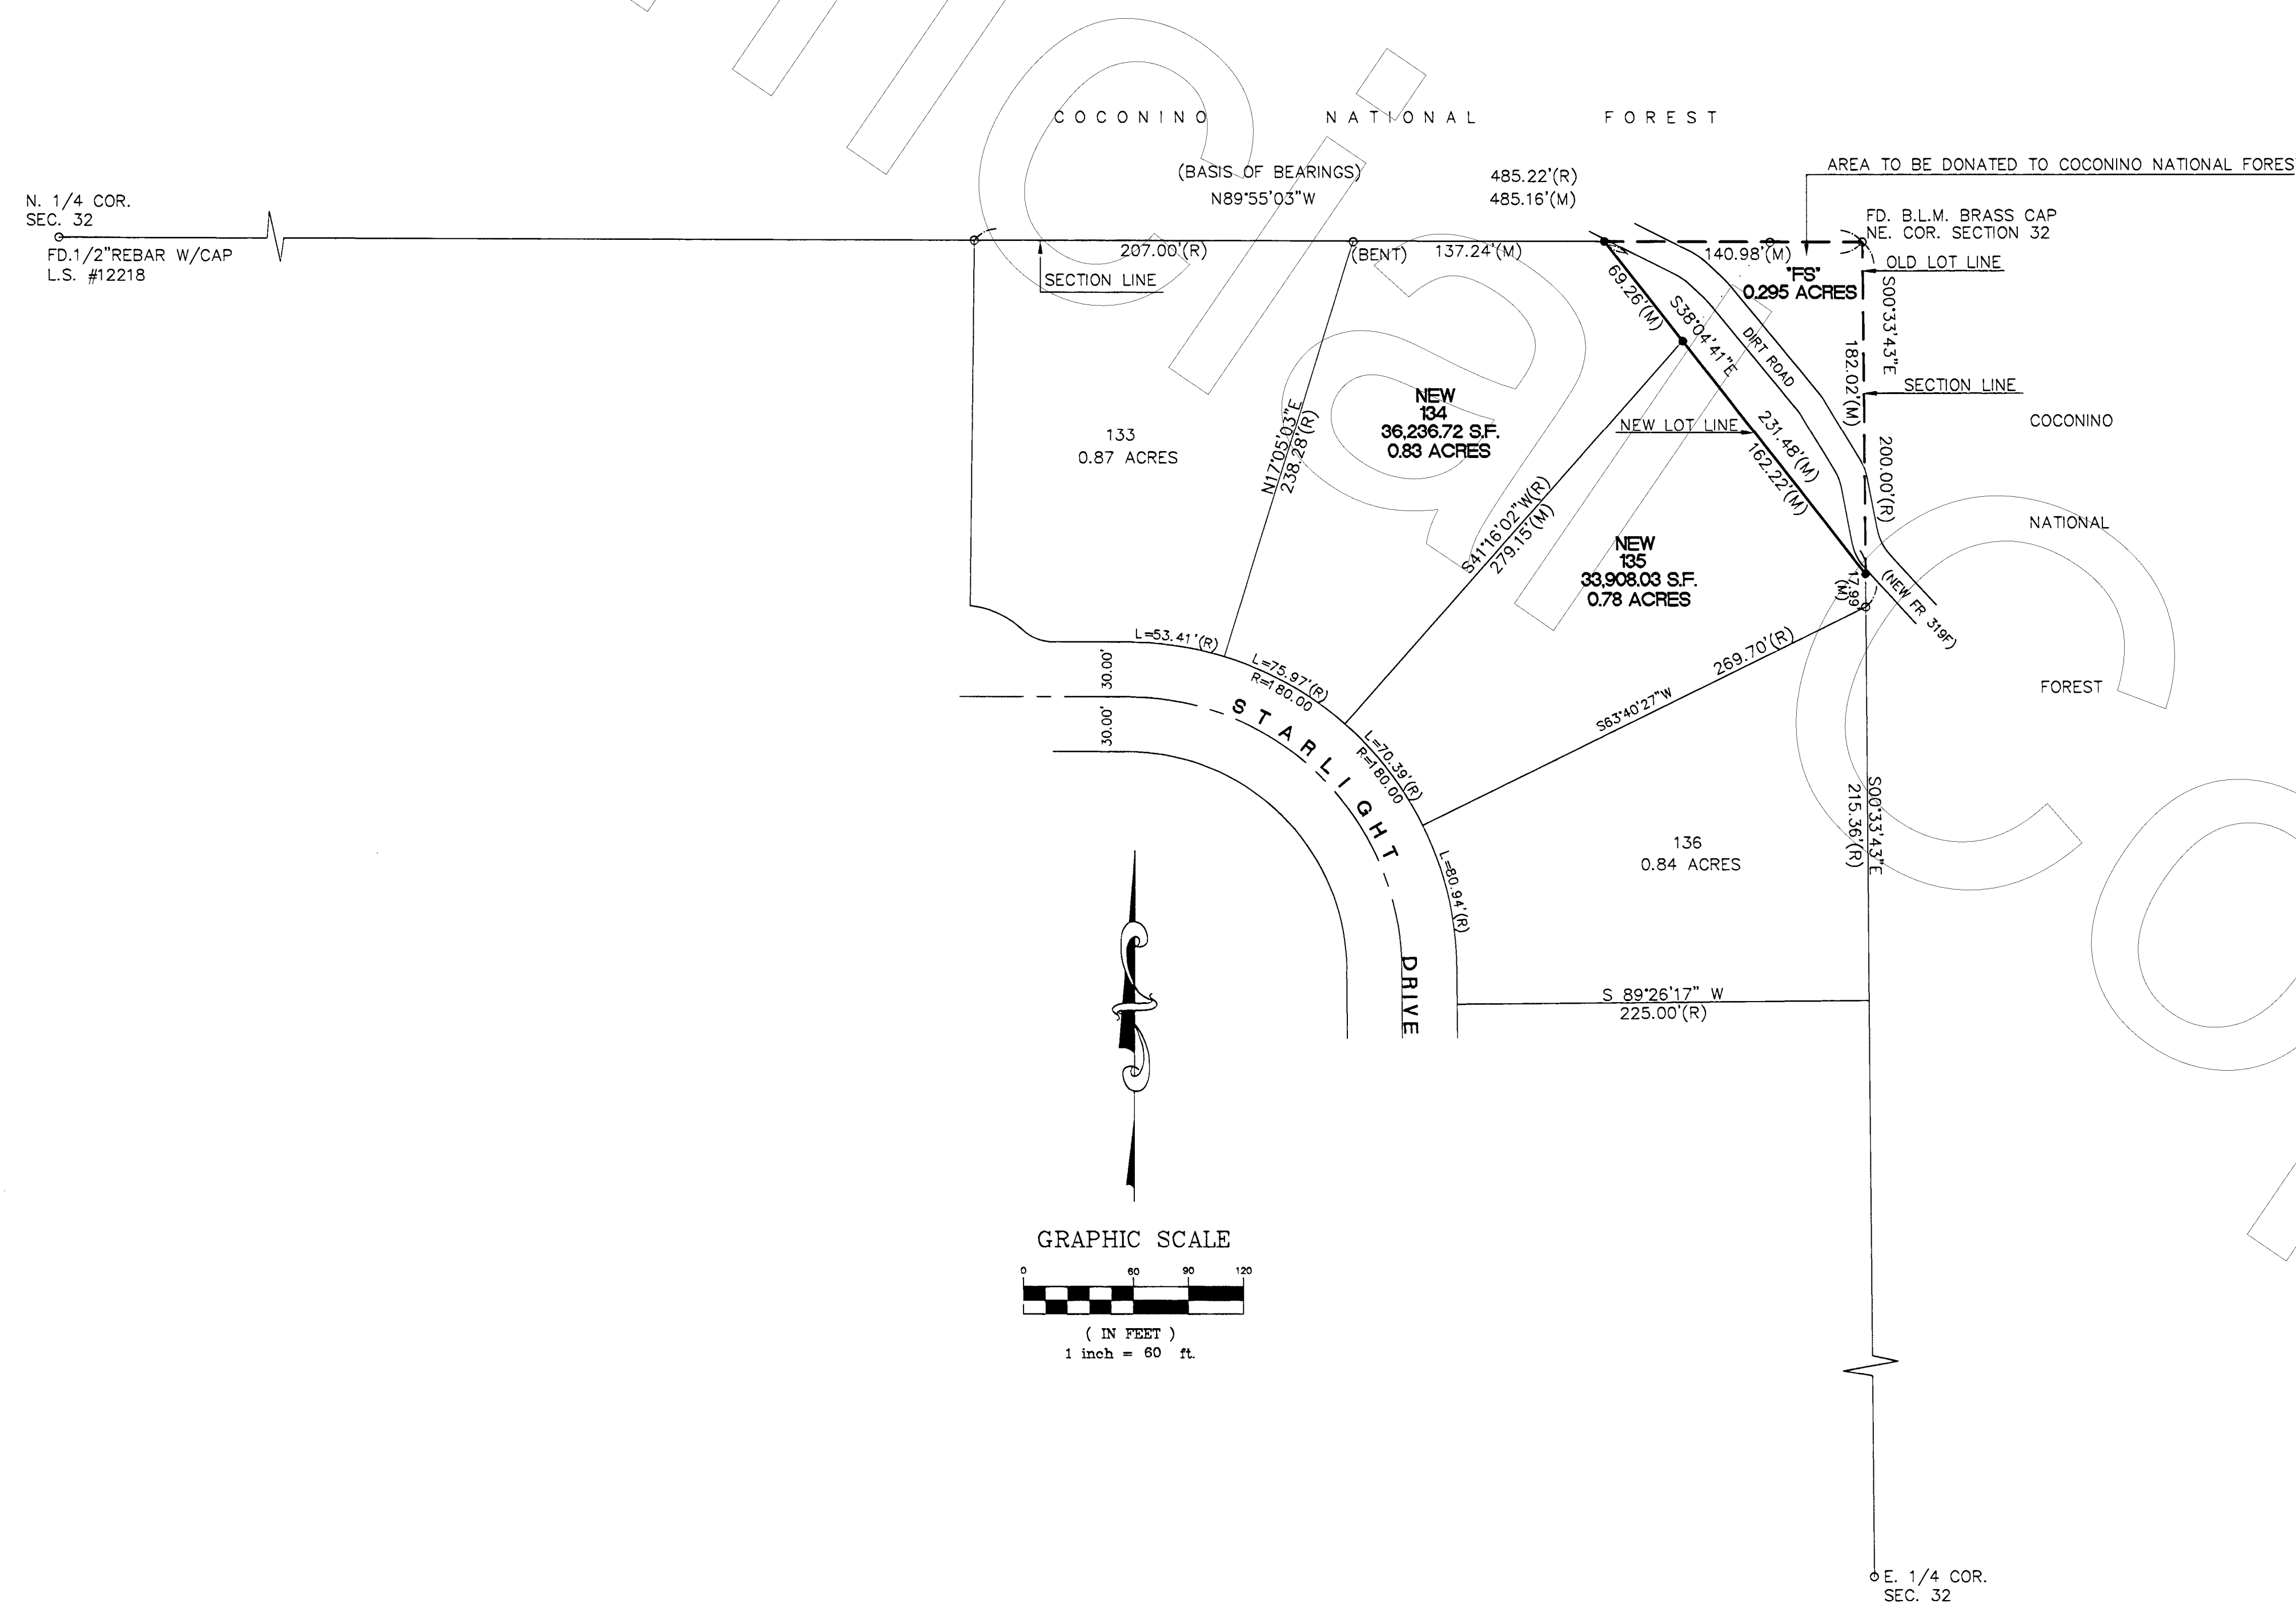 COCONINO NATIONAL FOREST
AREA TO BE DONATED TO COCONINO NATIONAL FORES
(BASIS OF BEARINGS)
N89°55'03"W
485.22'(R)
485.16'(M)
N. 1/4 COR.
SEC. 32
FD.1/2"REBAR W/CAP
L.S. #12218
FD. B.L.M. BRASS CAP
NE. COR. SECTION 32
207.00'(R)
(BENT)
137.24'(M)
140.98'(M)
SECTION LINE
OLD LOT LINE
"FS"
0.295 ACRES
S00°33'43"E
182.02'(M)
69.26'(M)
S38°04'41"E
DIRT ROAD
SECTION LINE
NEW
134
36,236.72 S.F.
0.83 ACRES
133
0.87 ACRES
N17°05'03"E
238.28'(R)
NEW LOT LINE
231.48'(M)
162.22'(M)
200.00'(R)
COCONINO
NATIONAL
FOREST
S41°16'02"W(R)
279.15'(M)
NEW
135
33,908.03 S.F.
0.78 ACRES
17.99'
(M)
(NEW FR 319F)
L=53.41'(R)
30.00'
30.00'
L=75.97'(R)
R=180.00
269.70'(R)
S63°40'27"W
STARLIGHT
DRIVE
L=70.39'(R)
R=180.00
L=80.94'(R)
136
0.84 ACRES
S00°33'43"E
215.36'(R)
S 89°26'17" W
225.00'(R)
GRAPHIC SCALE
0 60 90 120
( IN FEET )
1 inch = 60 ft.
E. 1/4 COR.
SEC. 32